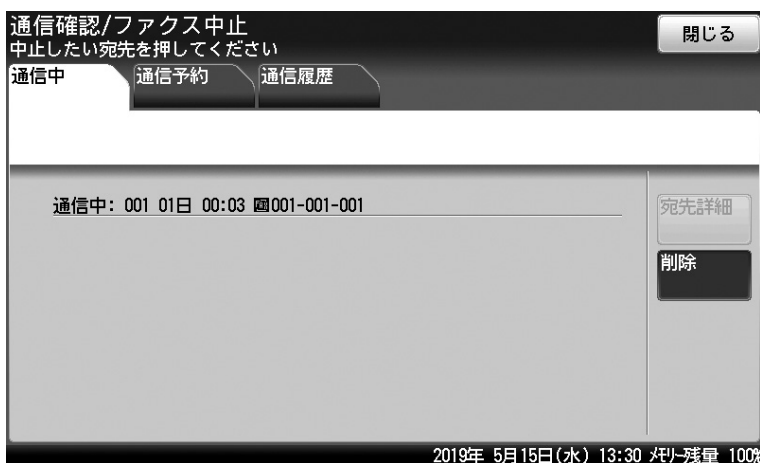 通信確認/ファクス中止
中止したい宛先を押してください
閉じる
通信中
通信予約
通信履歴
通信中: 001 01日 00:03 001-001-001
宛先詳細
削除
2019年 5月15日(水) 13:30 ﾒﾓﾘｰ残量 100%